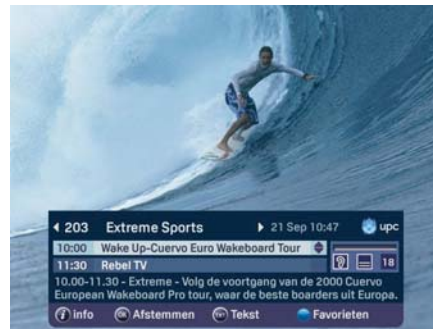 203 Extreme Sports 21 Sep 10:47 upc
10:00 Wake Up-Cuervo Euro Wakeboard Tour
11:30 Rebel TV
18
10.00-11.30 - Extreme - Volg de voortgang van de 2000 Cuervo
European Wakeboard Pro tour, waar de beste boarders uit Europa.
i info OK Afstemmen TXT Tekst Favorieten